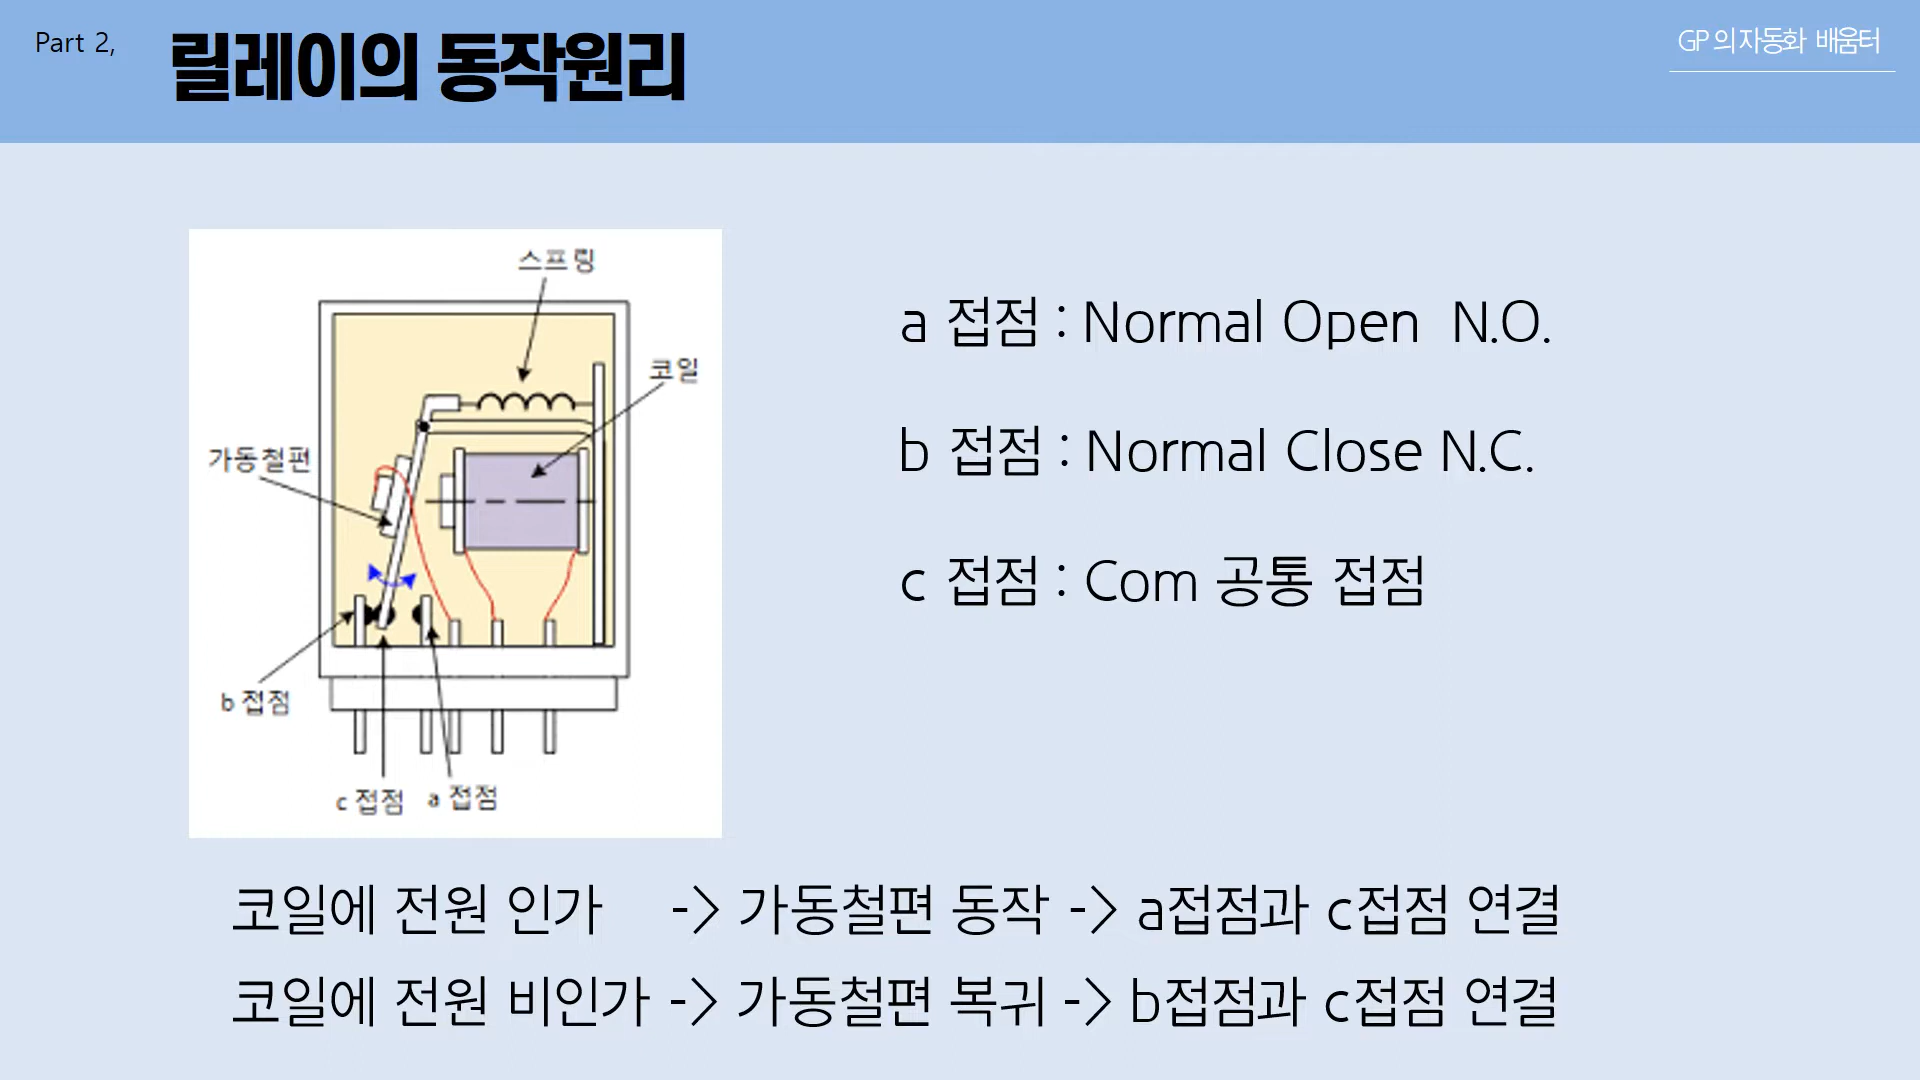 Part 2,
릴레이의 동작원리
GP의 자동화 배움터
스프링
코일
가동철편
b 접점
c 접점
a 접점
a 접점 : Normal Open N.O.
b 접점 : Normal Close N.C.
c 접점 : Com 공통 접점
코일에 전원 인가 -> 가동철편 동작 -> a접점과 c접점 연결
코일에 전원 비인가 -> 가동철편 복귀 -> b접점과 c접점 연결